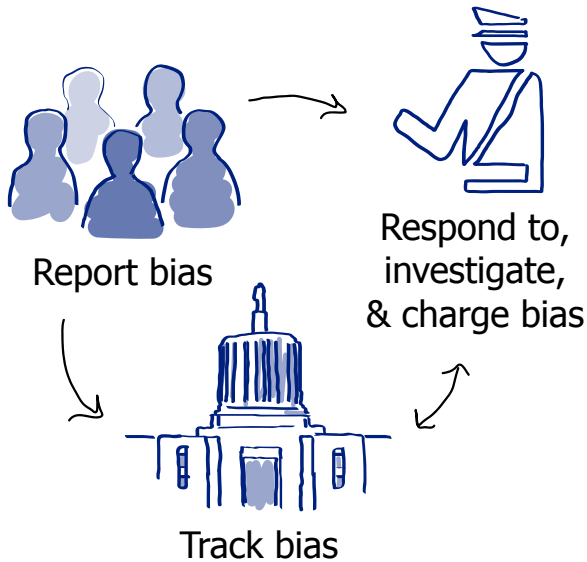 Report bias
Respond to,
investigate,
& charge bias
Track bias